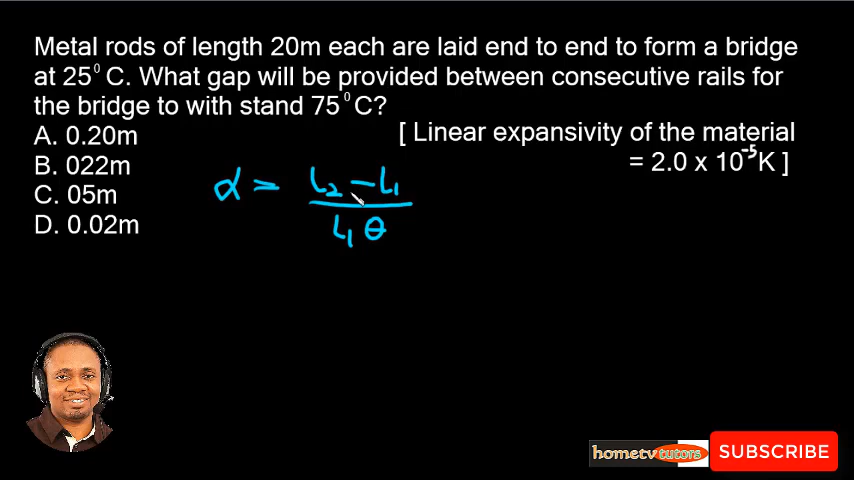 Metal rods of length 20m each are laid end to end to form a bridge
at 25⁰ C. What gap will be provided between consecutive rails for
the bridge to with stand 75⁰ C?
A. 0.20m
[ Linear expansivity of the material
B. 022m
= 2.0 x 10⁻⁵K ]
C. 05m
D. 0.02m
α = L₂ - L₁
L₁ θ
hometvtutors
SUBSCRIBE